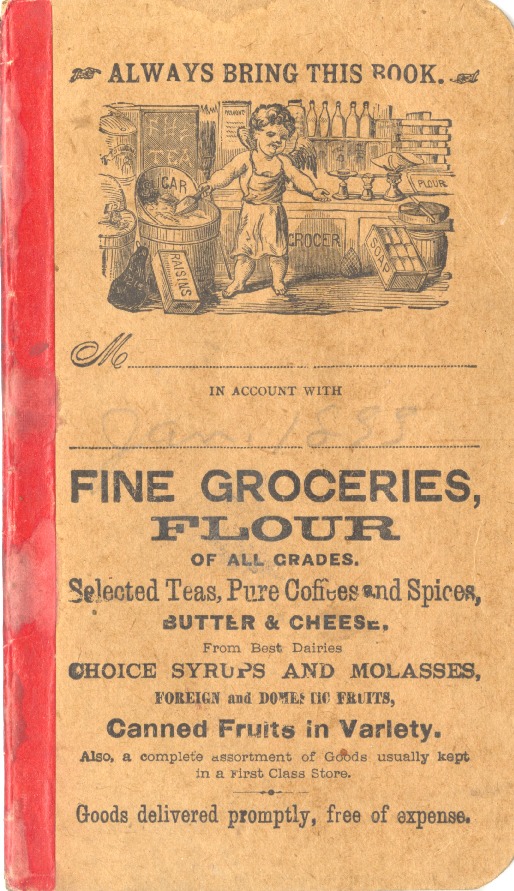 ALWAYS BRING THIS BOOK.
TEA
SUGAR
FLOUR
GROCER
SOAP
RAISINS
M
IN ACCOUNT WITH
FINE GROCERIES,
FLOUR
OF ALL GRADES.
Selected Teas, Pure Coffees and Spices,
BUTTER & CHEESE,
From Best Dairies
CHOICE SYRUPS AND MOLASSES,
FOREIGN and DOMESTIC FRUITS,
Canned Fruits in Variety.
Also, a complete assortment of Goods usually kept
in a First Class Store.
Goods delivered promptly, free of expense.